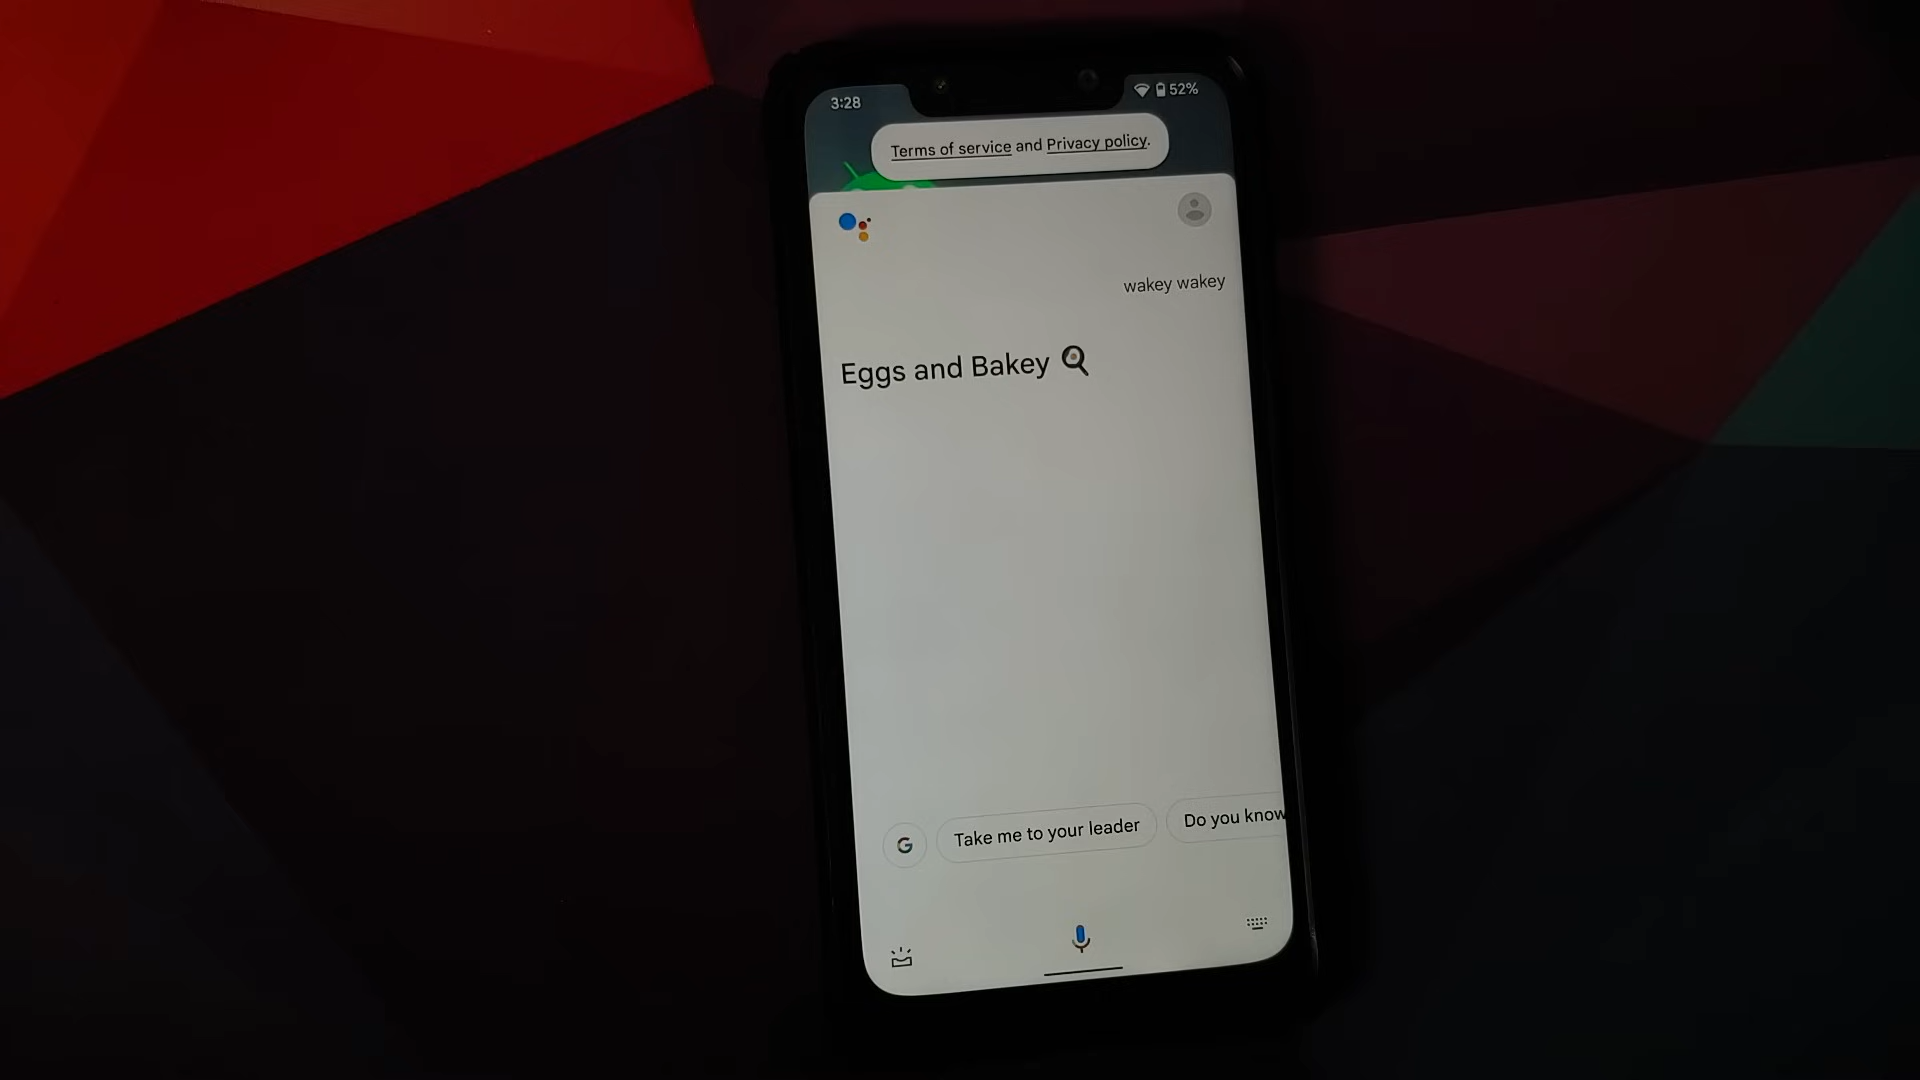 3:28
52%
Terms of service and Privacy policy.
wakey wakey
Eggs and Bakey
G
Take me to your leader
Do you know